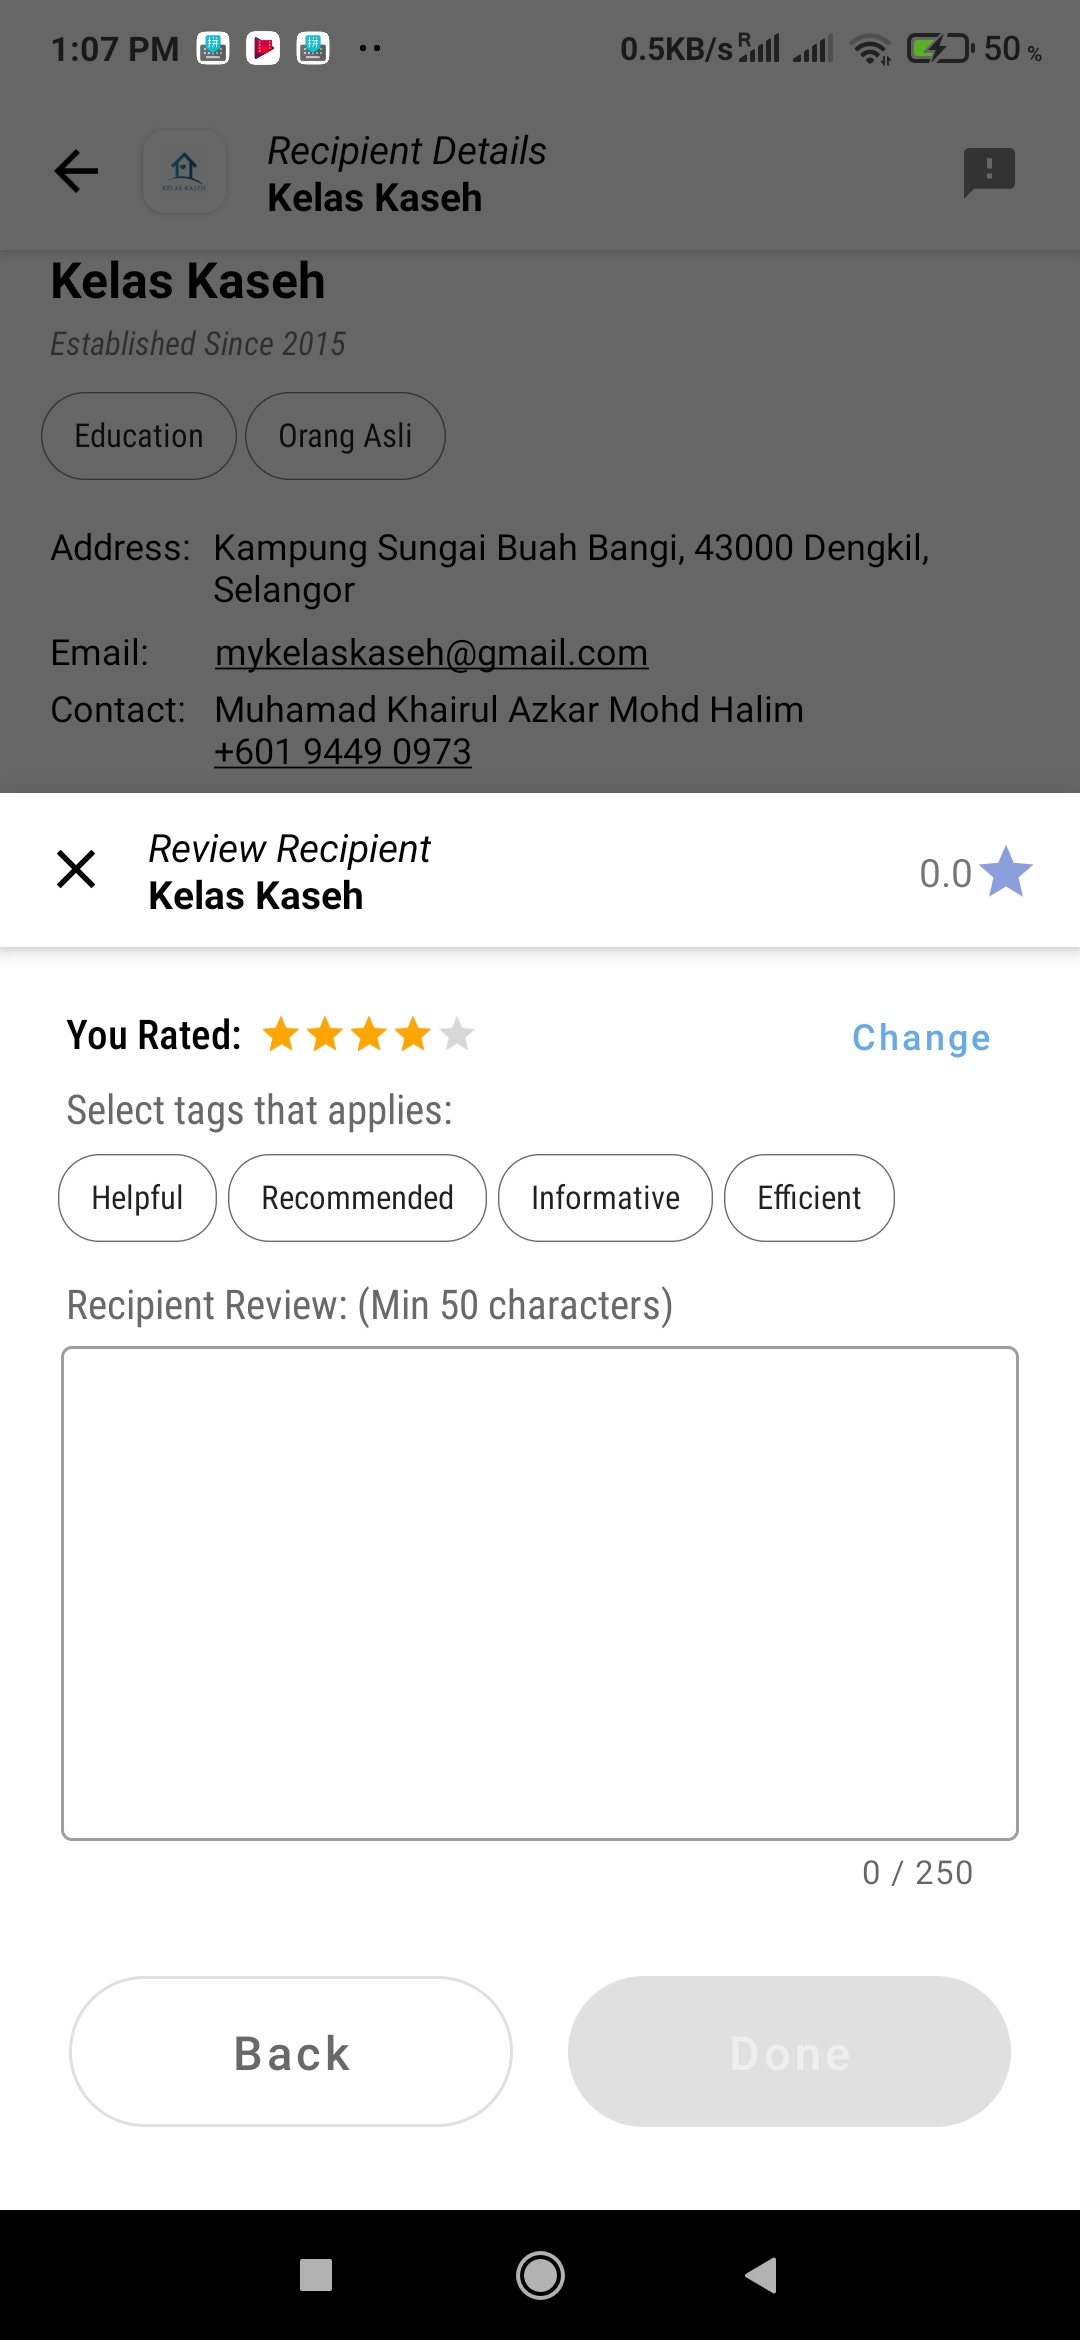 1:07 PM 0.5KB/s R 50 %
Recipient Details
Kelas Kaseh
KELAS KASEH
Kelas Kaseh
Established Since 2015
Education Orang Asli
Address: Kampung Sungai Buah Bangi, 43000 Dengkil,
Selangor
Email: mykelaskaseh@gmail.com
Contact: Muhamad Khairul Azkar Mohd Halim
+601 9449 0973
Review Recipient
Kelas Kaseh
0.0
You Rated: Change
Select tags that applies:
Helpful Recommended Informative Efficient
Recipient Review: (Min 50 characters)
0 / 250
Back Done